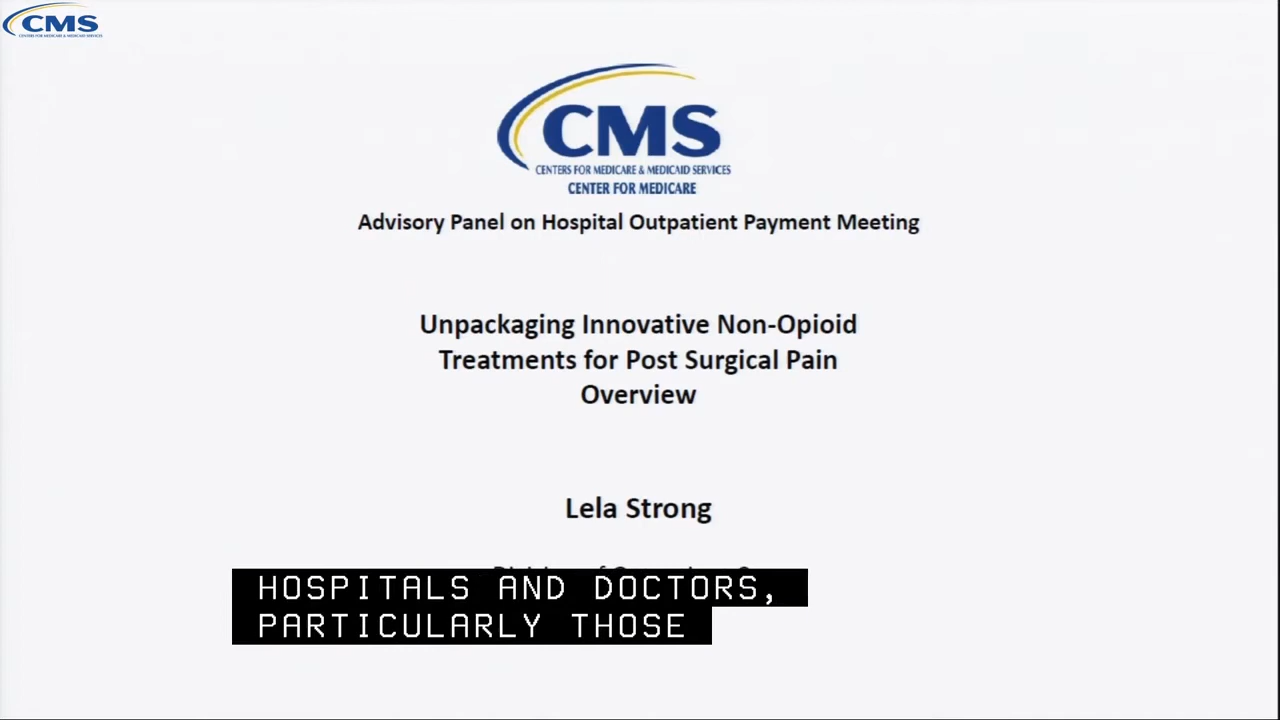 CMS
CENTERS FOR MEDICARE & MEDICAID SERVICES
CMS
CENTERS FOR MEDICARE & MEDICAID SERVICES
CENTER FOR MEDICARE
Advisory Panel on Hospital Outpatient Payment Meeting
Unpackaging Innovative Non-Opioid
Treatments for Post Surgical Pain
Overview
Lela Strong
HOSPITALS AND DOCTORS,
PARTICULARLY THOSE